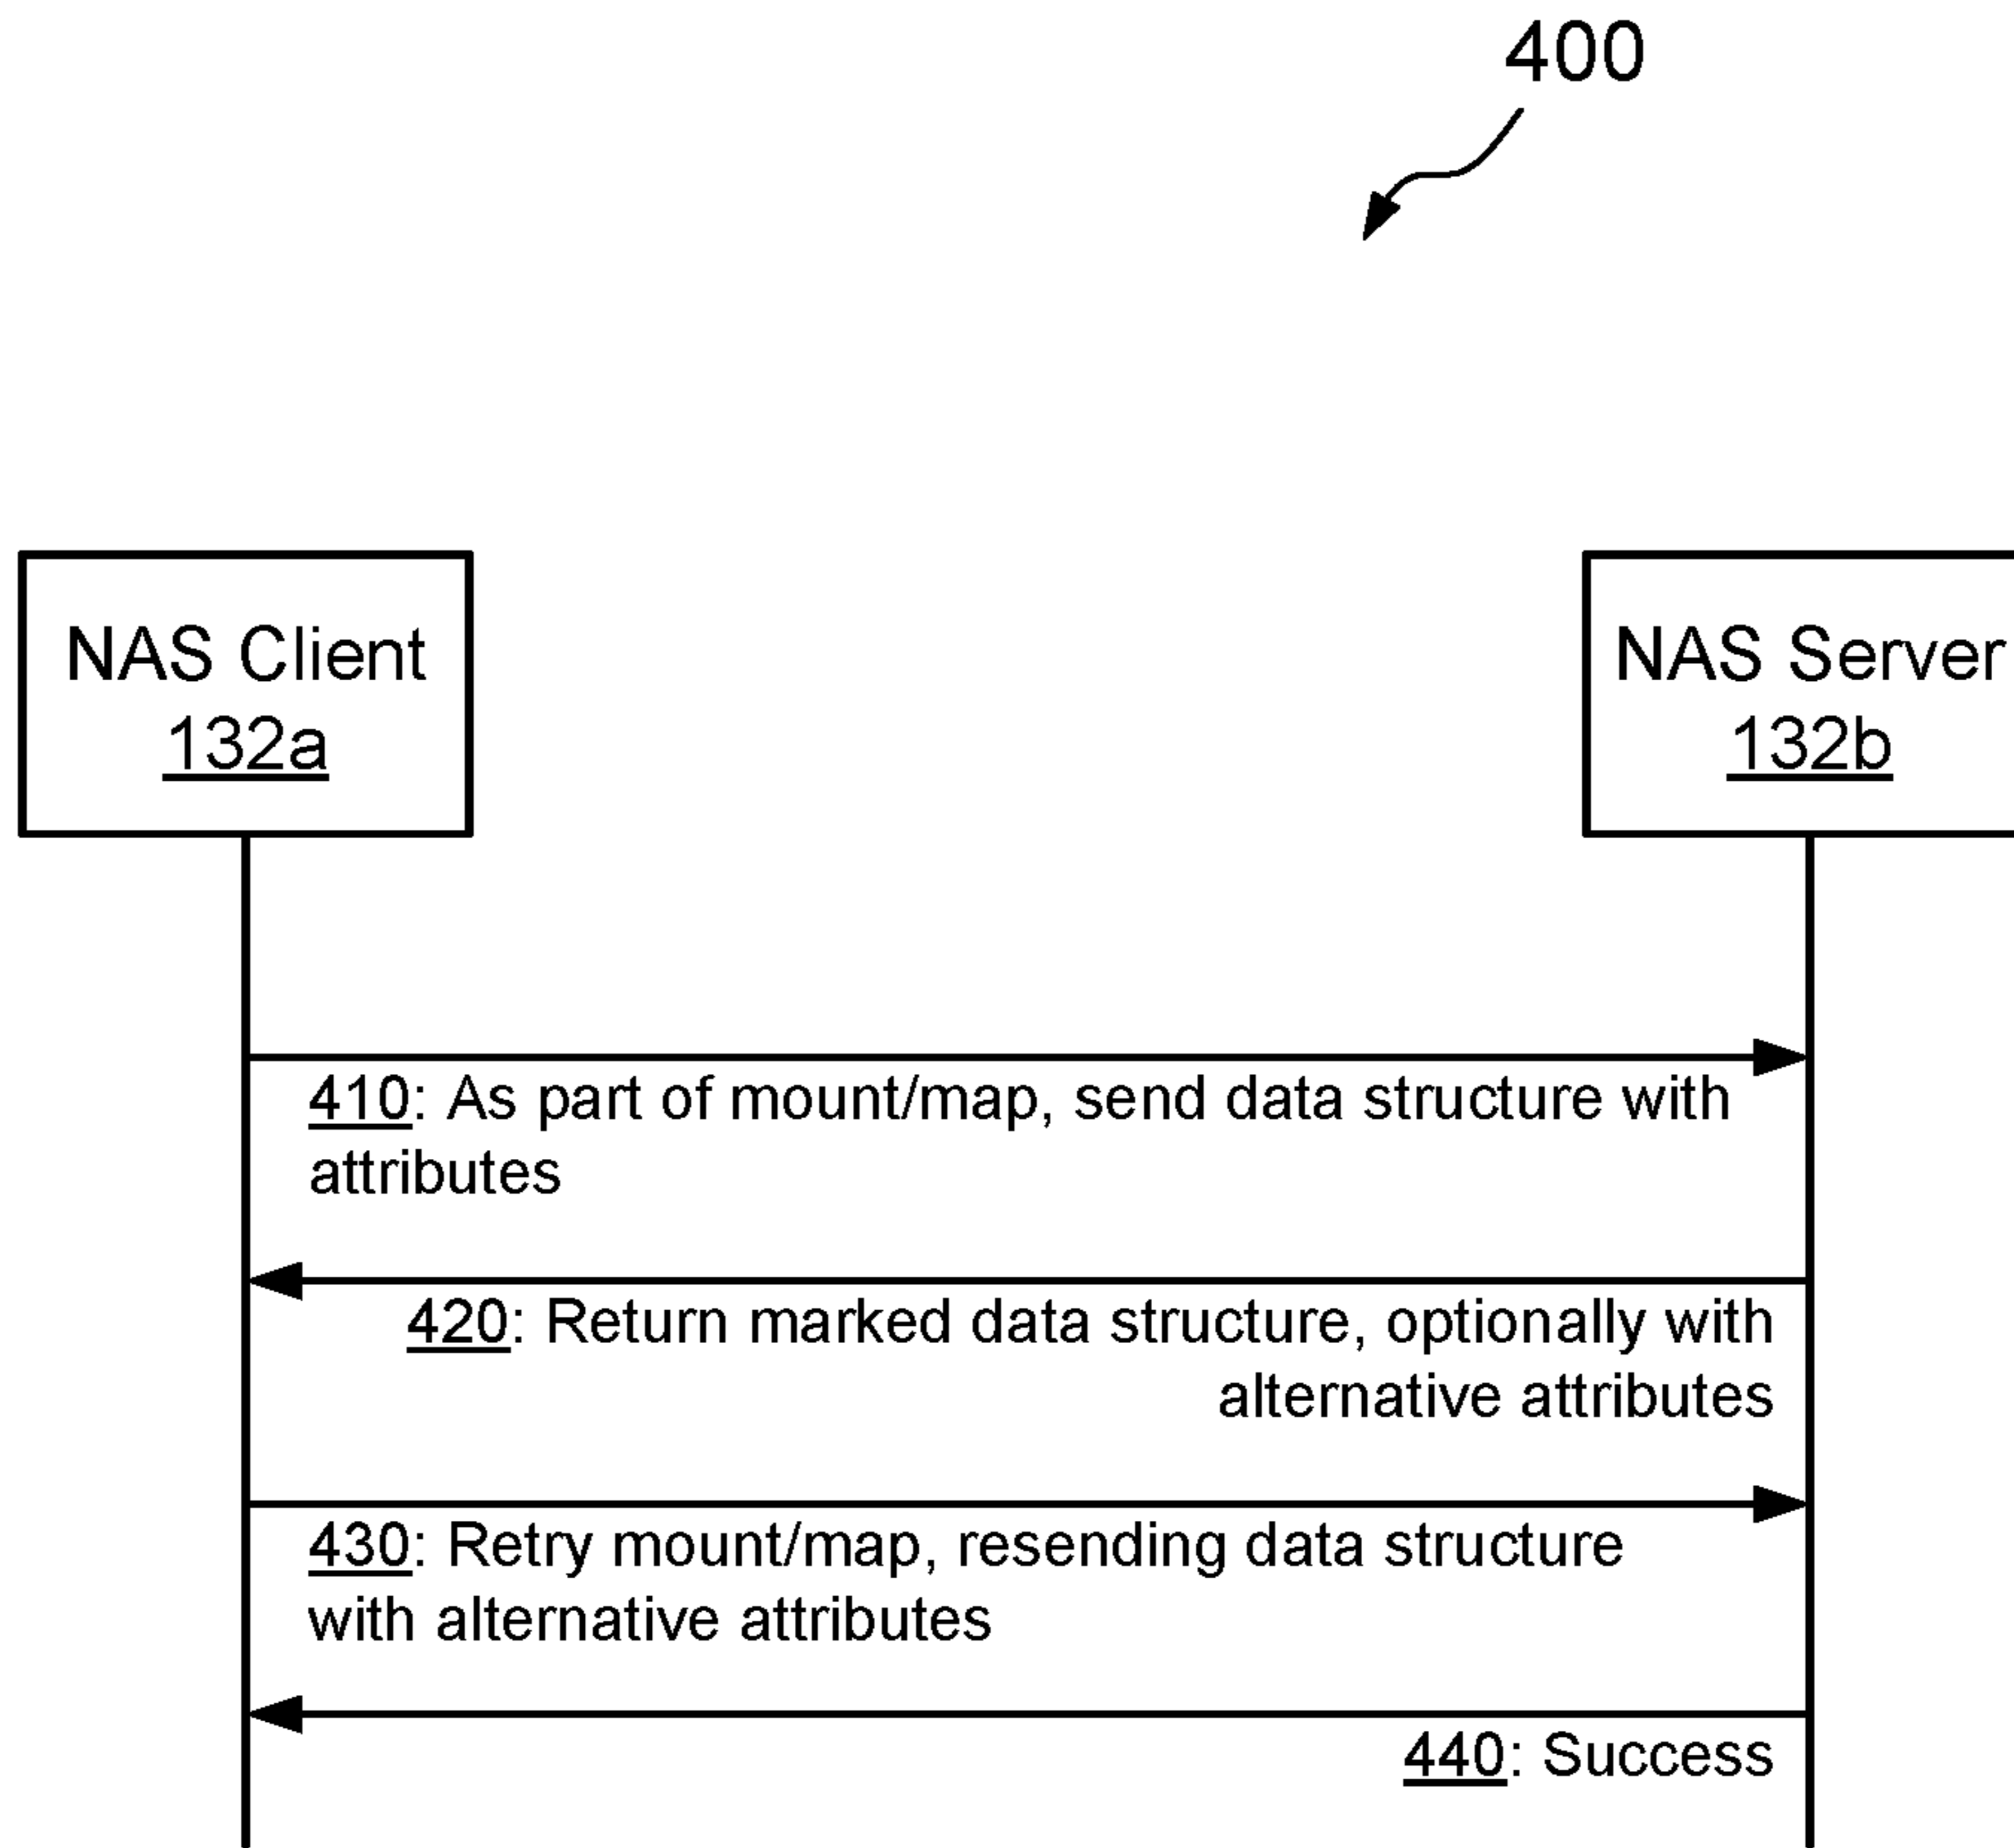 400
NAS Client
132a
NAS Server
132b
410: As part of mount/map, send data structure with
attributes
420: Return marked data structure, optionally with
alternative attributes
430: Retry mount/map, resending data structure
with alternative attributes
440: Success